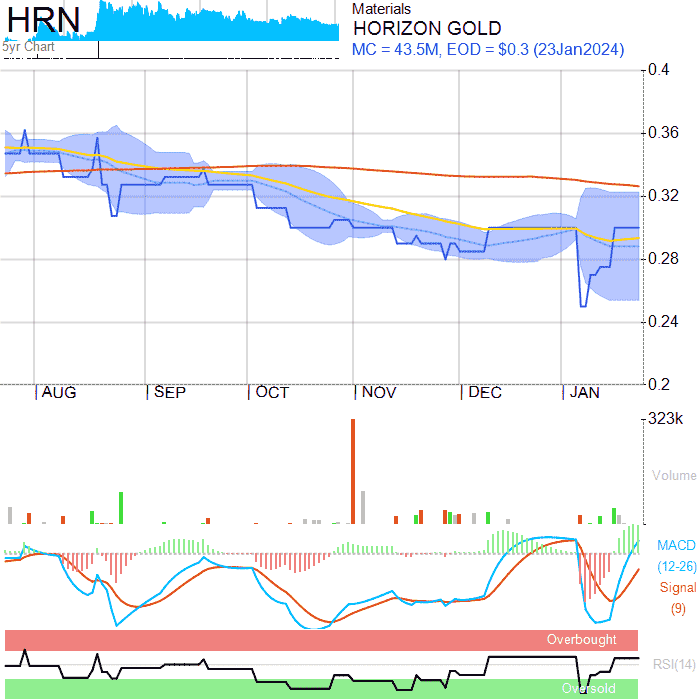 HRN
5yr Chart
Materials
HORIZON GOLD
MC = 43.5M, EOD = $0.3 (23Jan2024)
0.4
0.36
0.32
0.28
0.24
0.2
AUG SEP OCT NOV DEC JAN
323k
Volume
MACD
(12-26)
Signal
(9)
Overbought
RSI(14)
Oversold